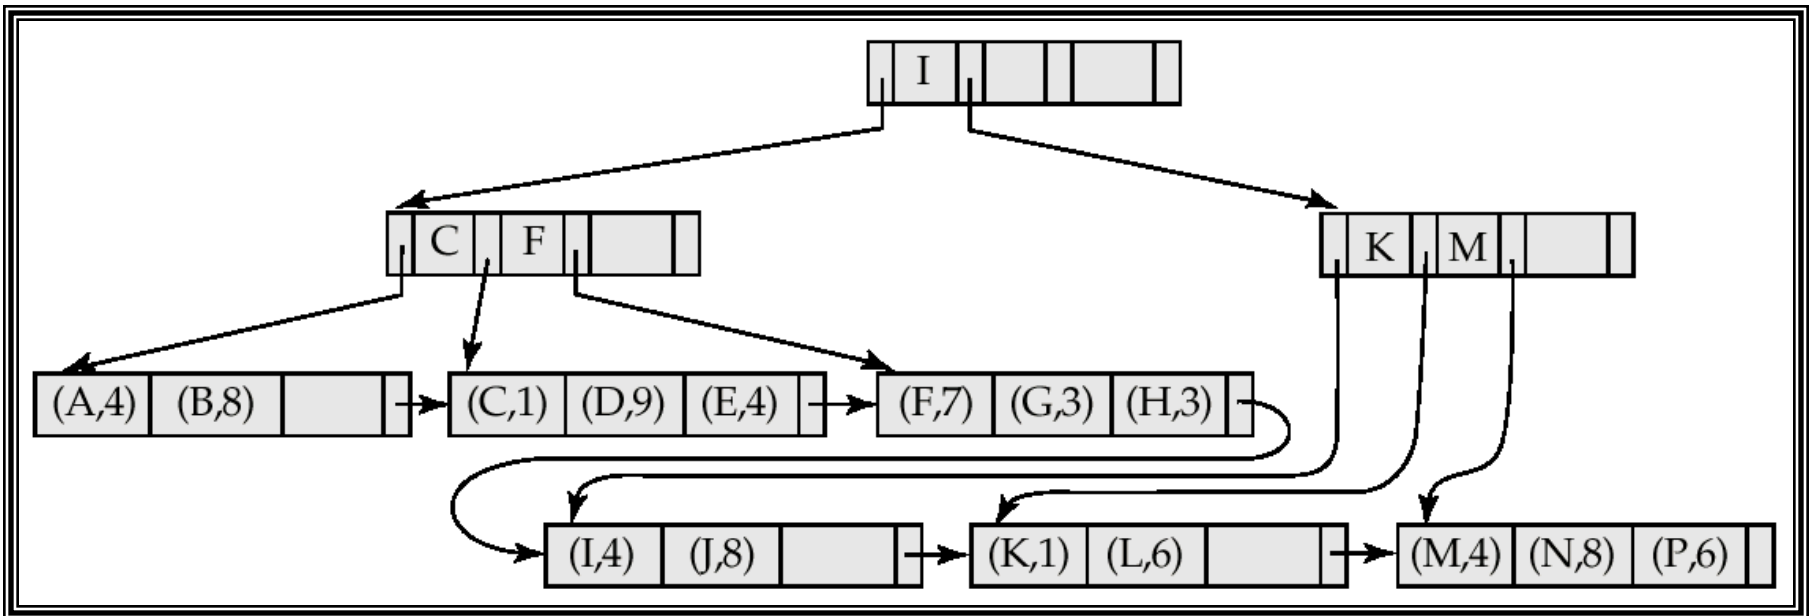 I
C F
K M
(A,4) (B,8) (C,1) (D,9) (E,4) (F,7) (G,3) (H,3)
(I,4) (J,8) (K,1) (L,6) (M,4) (N,8) (P,6)